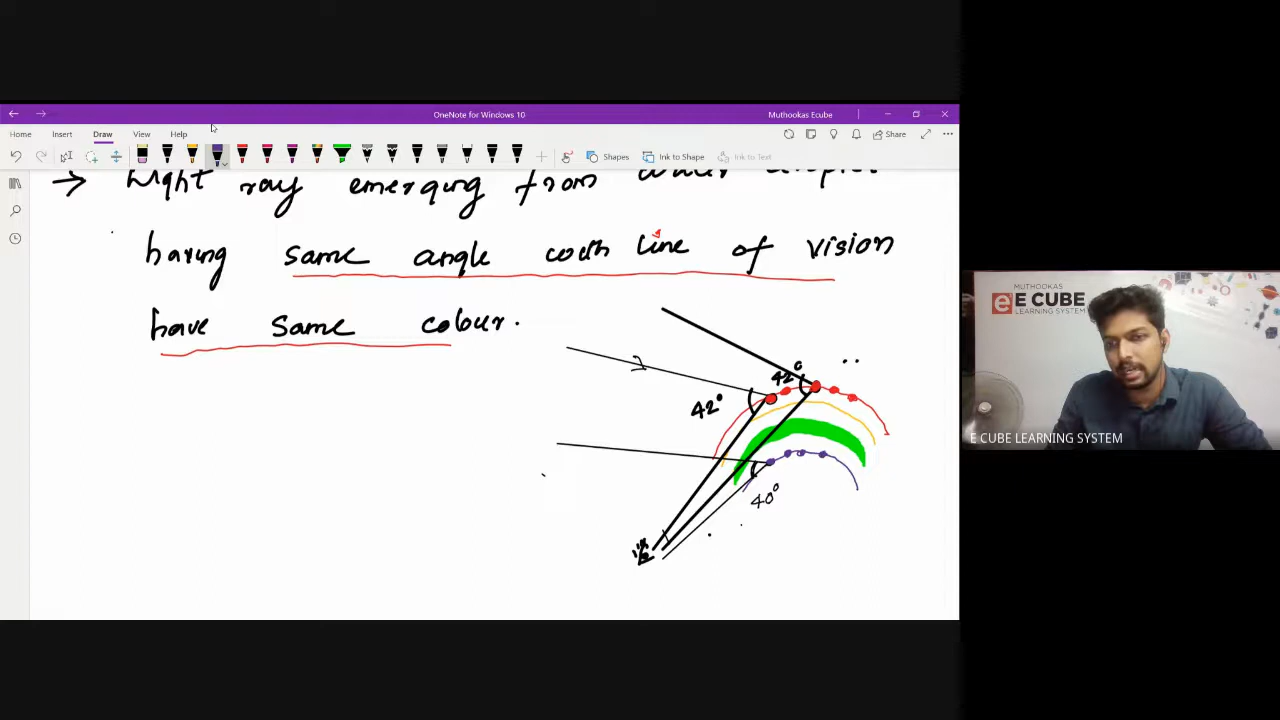 OneNote for Windows 10
Muthookas Ecube
Home Insert Draw View Help
Share
Shapes Ink to Shape Ink to Text
→ Light ray emerging from water droplet
having same angle with line of vision
have same colour.
42°
42°
40°
MUTHOOKAS
e E CUBE
LEARNING SYSTEM
E CUBE LEARNING SYSTEM